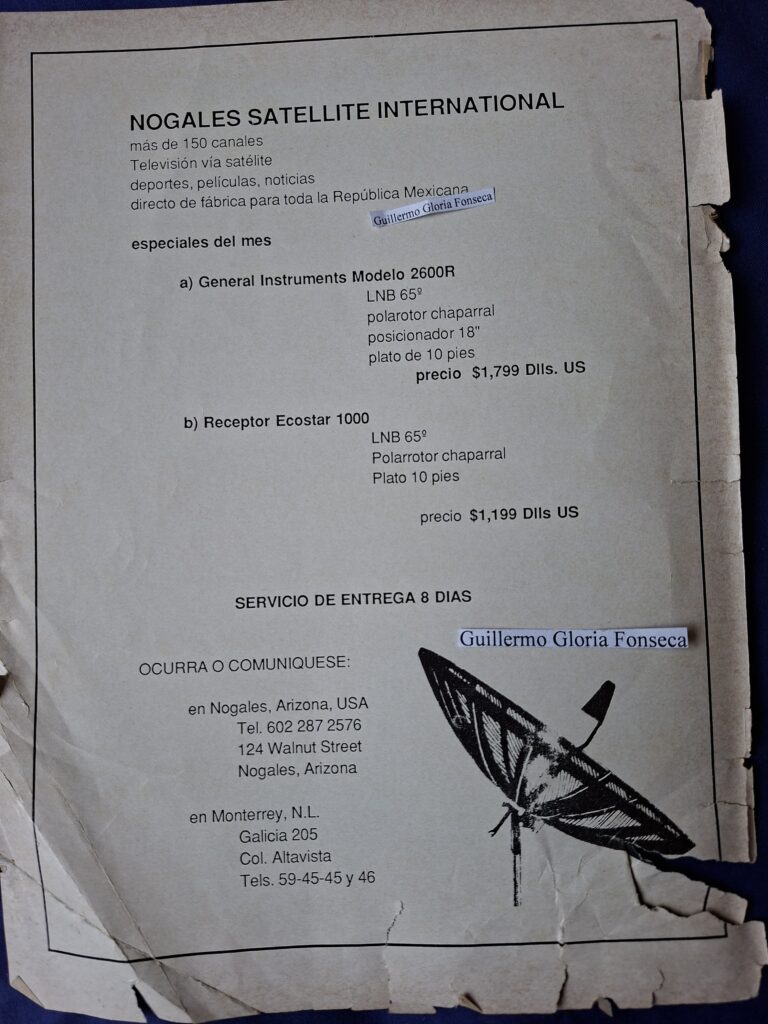 NOGALES SATELLITE INTERNATIONAL
más de 150 canales
Televisión vía satélite
deportes, películas, noticias
directo de fábrica para toda la República Mexicana
Guillermo Gloria Fonseca
especiales del mes
a) General Instruments Modelo 2600R
LNB 65º
polarotor chaparral
posicionador 18"
plato de 10 pies
precio $1,799 Dlls. US
b) Receptor Ecostar 1000
LNB 65º
Polarrotor chaparral
Plato 10 pies
precio $1,199 Dlls US
SERVICIO DE ENTREGA 8 DIAS
Guillermo Gloria Fonseca
OCURRA O COMUNIQUESE:
en Nogales, Arizona, USA
Tel. 602 287 2576
124 Walnut Street
Nogales, Arizona
en Monterrey, N.L.
Galicia 205
Col. Altavista
Tels. 59-45-45 y 46